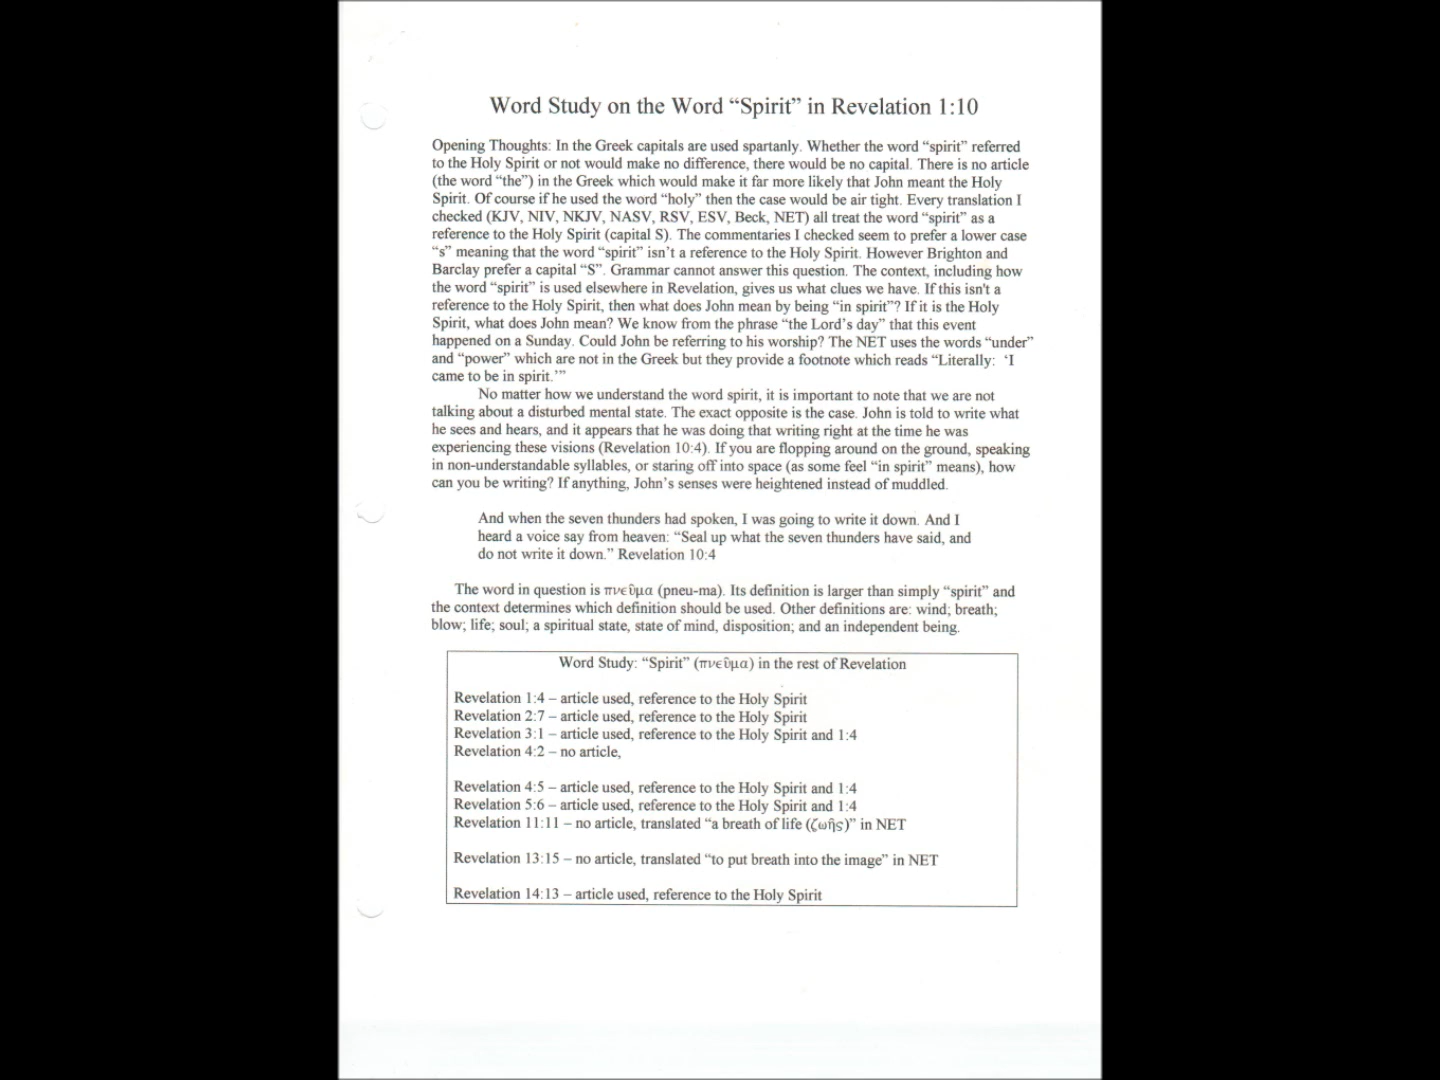 Word Study on the Word “Spirit” in Revelation 1:10
Opening Thoughts: In the Greek capitals are used spartanly. Whether the word “spirit” referred
to the Holy Spirit or not would make no difference, there would be no capital. There is no article
(the word “the”) in the Greek which would make it far more likely that John meant the Holy
Spirit. Of course if he used the word “holy” then the case would be air tight. Every translation I
checked (KJV, NIV, NKJV, NASV, RSV, ESV, Beck, NET) all treat the word “spirit” as a
reference to the Holy Spirit (capital S). The commentaries I checked seem to prefer a lower case
“s” meaning that the word “spirit” isn’t a reference to the Holy Spirit. However Brighton and
Barclay prefer a capital “S”. Grammar cannot answer this question. The context, including how
the word “spirit” is used elsewhere in Revelation, gives us what clues we have. If this isn't a
reference to the Holy Spirit, then what does John mean by being “in spirit”? If it is the Holy
Spirit, what does John mean? We know from the phrase “the Lord’s day” that this event
happened on a Sunday. Could John be referring to his worship? The NET uses the words “under”
and “power” which are not in the Greek but they provide a footnote which reads “Literally: ‘I
came to be in spirit.’”
No matter how we understand the word spirit, it is important to note that we are not
talking about a disturbed mental state. The exact opposite is the case. John is told to write what
he sees and hears, and it appears that he was doing that writing right at the time he was
experiencing these visions (Revelation 10:4). If you are flopping around on the ground, speaking
in non-understandable syllables, or staring off into space (as some feel “in spirit” means), how
can you be writing? If anything, John’s senses were heightened instead of muddled.
And when the seven thunders had spoken, I was going to write it down. And I
heard a voice say from heaven: “Seal up what the seven thunders have said, and
do not write it down.” Revelation 10:4
The word in question is πνεῦμα (pneu-ma). Its definition is larger than simply “spirit” and
the context determines which definition should be used. Other definitions are: wind; breath;
blow; life; soul; a spiritual state, state of mind, disposition; and an independent being.
Word Study: “Spirit” (πνεῦμα) in the rest of Revelation
Revelation 1:4 – article used, reference to the Holy Spirit
Revelation 2:7 – article used, reference to the Holy Spirit
Revelation 3:1 – article used, reference to the Holy Spirit and 1:4
Revelation 4:2 – no article,
Revelation 4:5 – article used, reference to the Holy Spirit and 1:4
Revelation 5:6 – article used, reference to the Holy Spirit and 1:4
Revelation 11:11 – no article, translated “a breath of life (ζωῆς)” in NET
Revelation 13:15 – no article, translated “to put breath into the image” in NET
Revelation 14:13 – article used, reference to the Holy Spirit